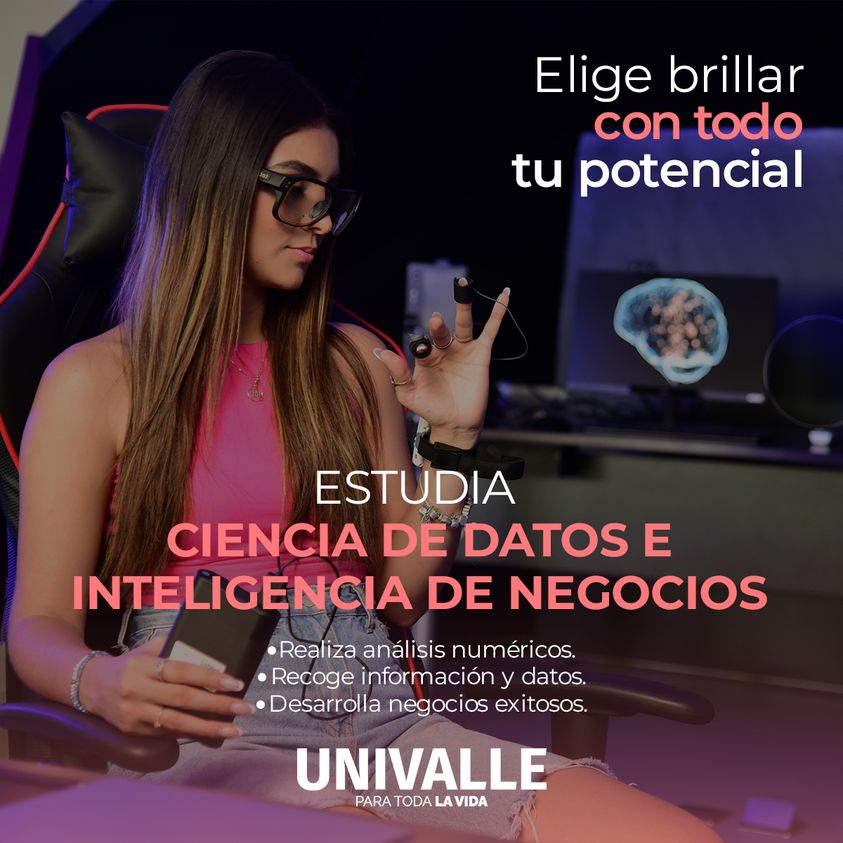 Elige brillar
con todo
tu potencial
ESTUDIA
CIENCIA DE DATOS E
INTELIGENCIA DE NEGOCIOS
•Realiza análisis numéricos.
•Recoge información y datos.
•Desarrolla negocios exitosos.
UNIVALLE
PARA TODA LA VIDA